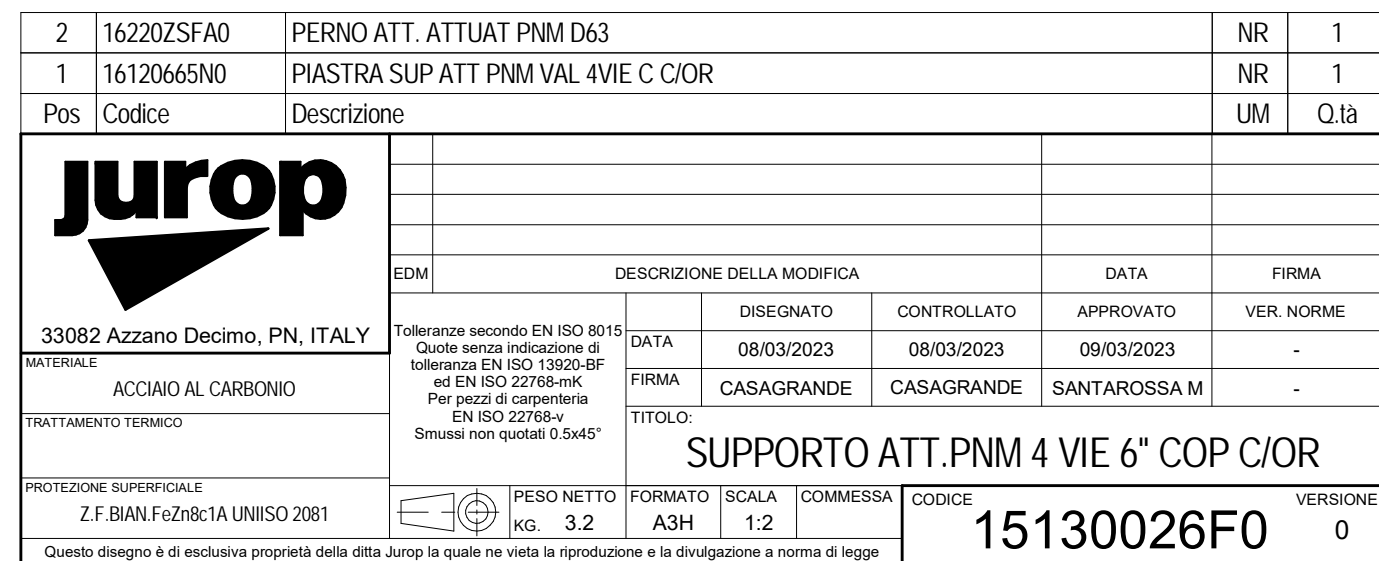 2 16220ZSFA0 PERNO ATT. ATTUAT PNM D63 NR 1
1 16120665N0 PIASTRA SUP ATT PNM VAL 4VIE C C/OR NR 1
Pos Codice Descrizione UM Q.tà
jurop
33082 Azzano Decimo, PN, ITALY
EDM DESCRIZIONE DELLA MODIFICA DATA FIRMA
DISEGNATO CONTROLLATO APPROVATO VER. NORME
DATA 08/03/2023 08/03/2023 09/03/2023 -
FIRMA CASAGRANDE CASAGRANDE SANTAROSSA M -
Tolleranze secondo EN ISO 8015
Quote senza indicazione di
tolleranza EN ISO 13920-BF
ed EN ISO 22768-mK
Per pezzi di carpenteria
EN ISO 22768-v
Smussi non quotati 0.5x45°
MATERIALE
ACCIAIO AL CARBONIO
TRATTAMENTO TERMICO
PROTEZIONE SUPERFICIALE
Z.F.BIAN.FeZn8c1A UNIISO 2081
TITOLO:
SUPPORTO ATT.PNM 4 VIE 6" COP C/OR
PESO NETTO
KG. 3.2
FORMATO
A3H
SCALA
1:2
COMMESSA
CODICE
15130026F0
VERSIONE
0
Questo disegno è di esclusiva proprietà della ditta Jurop la quale ne vieta la riproduzione e la divulgazione a norma di legge